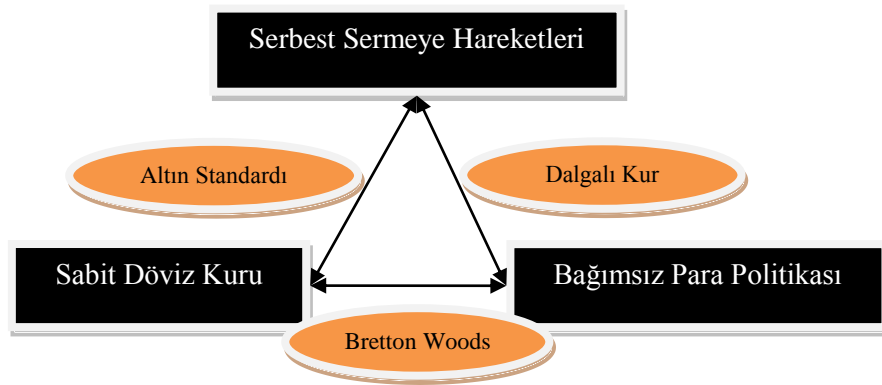 Serbest Sermeye Hareketleri
Altın Standardı
Dalgalı Kur
Sabit Döviz Kuru
Bağımsız Para Politikası
Bretton Woods